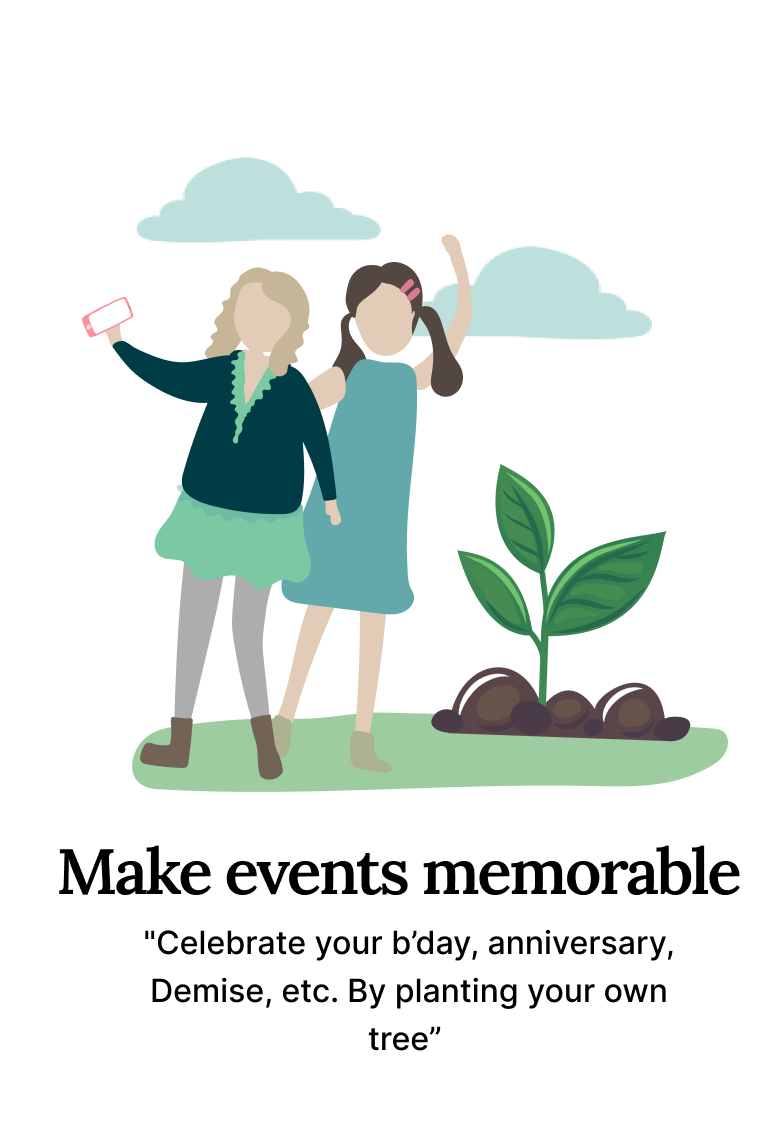 Make events memorable
"Celebrate your b’day, anniversary,
Demise, etc. By planting your own
tree”